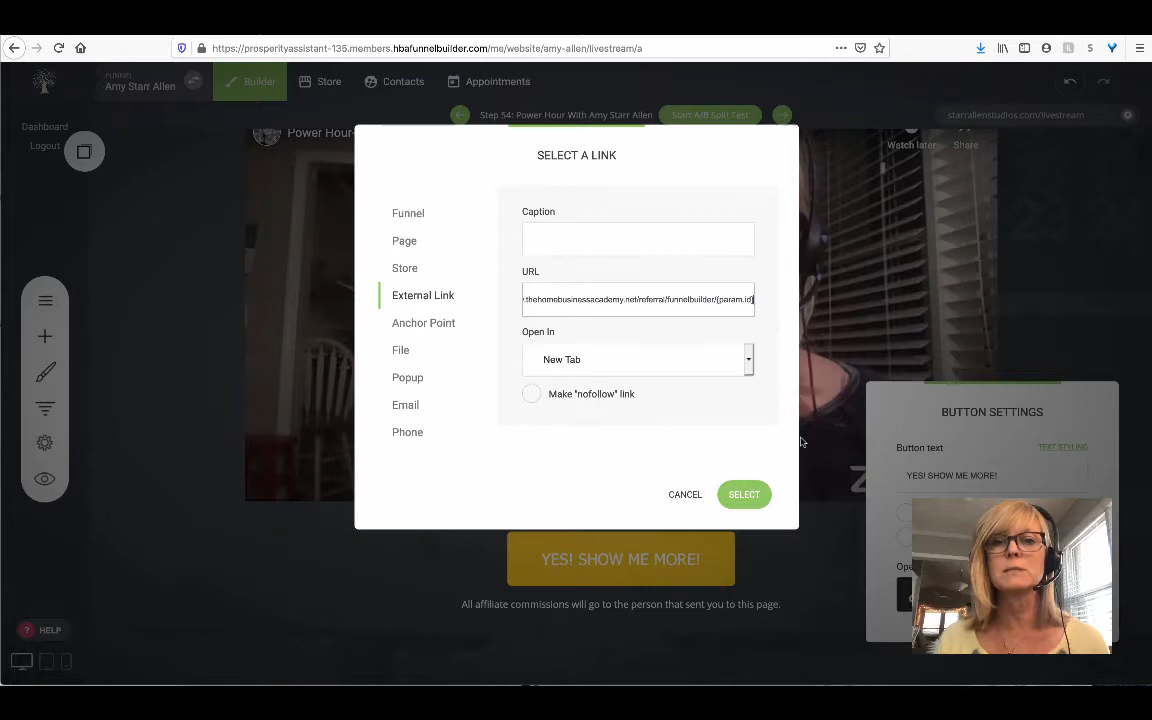 https://prosperityassistant-135.members.hbafunnelbuilder.com/me/website/amy-allen/livestream/a
FUNNEL
Amy Starr Allen
Builder
Store
Contacts
Appointments
Dashboard
Logout
Step 54: Power Hour With Amy Starr Allen
Start A/B Split Test
starrallenstudios.com/livestream
Power Hour
Watch later
Share
SELECT A LINK
Funnel
Page
Store
External Link
Anchor Point
File
Popup
Email
Phone
Caption
URL
.thehomebusinessacademy.net/referral/funnelbuilder/{param.id}
Open In
New Tab
Make "nofollow" link
CANCEL
SELECT
BUTTON SETTINGS
Button text
TEXT STYLING
YES! SHOW ME MORE!
YES! SHOW ME MORE!
All affiliate commissions will go to the person that sent you to this page.
? HELP